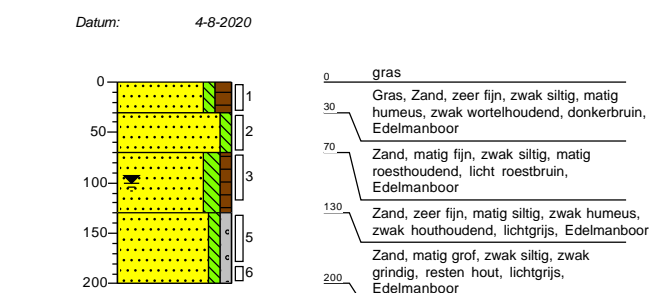 Datum: 4-8-2020
0
50
100
150
200
1
2
3
5
6
0 gras
Gras, Zand, zeer fijn, zwak siltig, matig
30 humeus, zwak wortelhoudend, donkerbruin,
Edelmanboor
70 Zand, matig fijn, zwak siltig, matig
roesthoudend, licht roestbruin,
Edelmanboor
130 Zand, zeer fijn, matig siltig, zwak humeus,
zwak houthoudend, lichtgrijs, Edelmanboor
Zand, matig grof, zwak siltig, zwak
200 grindig, resten hout, lichtgrijs,
Edelmanboor